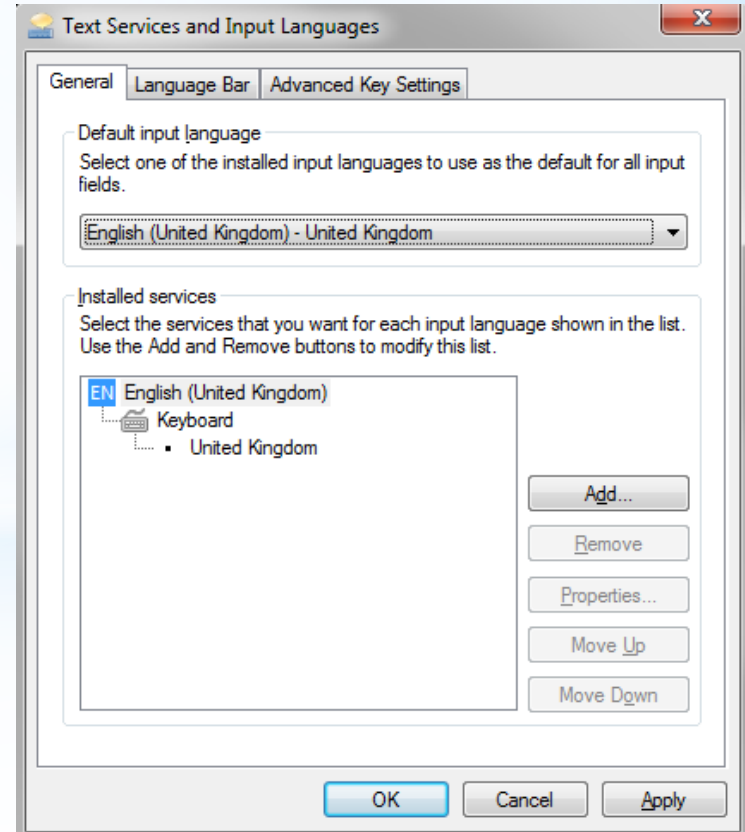 Text Services and Input Languages
General
Language Bar
Advanced Key Settings
Default input language
Select one of the installed input languages to use as the default for all input
fields.
English (United Kingdom) - United Kingdom
Installed services
Select the services that you want for each input language shown in the list.
Use the Add and Remove buttons to modify this list.
EN English (United Kingdom)
Keyboard
United Kingdom
Add...
Remove
Properties...
Move Up
Move Down
OK
Cancel
Apply